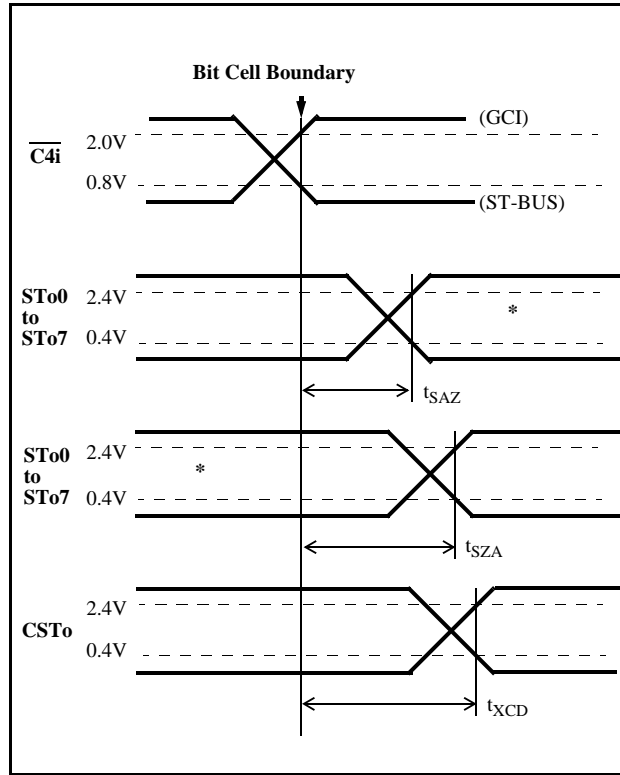 Bit Cell Boundary
(GCI)
C4i
2.0V
0.8V
(ST-BUS)
STo0
to
STo7
2.4V
0.4V
*
tSAZ
STo0
to
STo7
2.4V
0.4V
*
tSZA
CSTo
2.4V
0.4V
tXCD